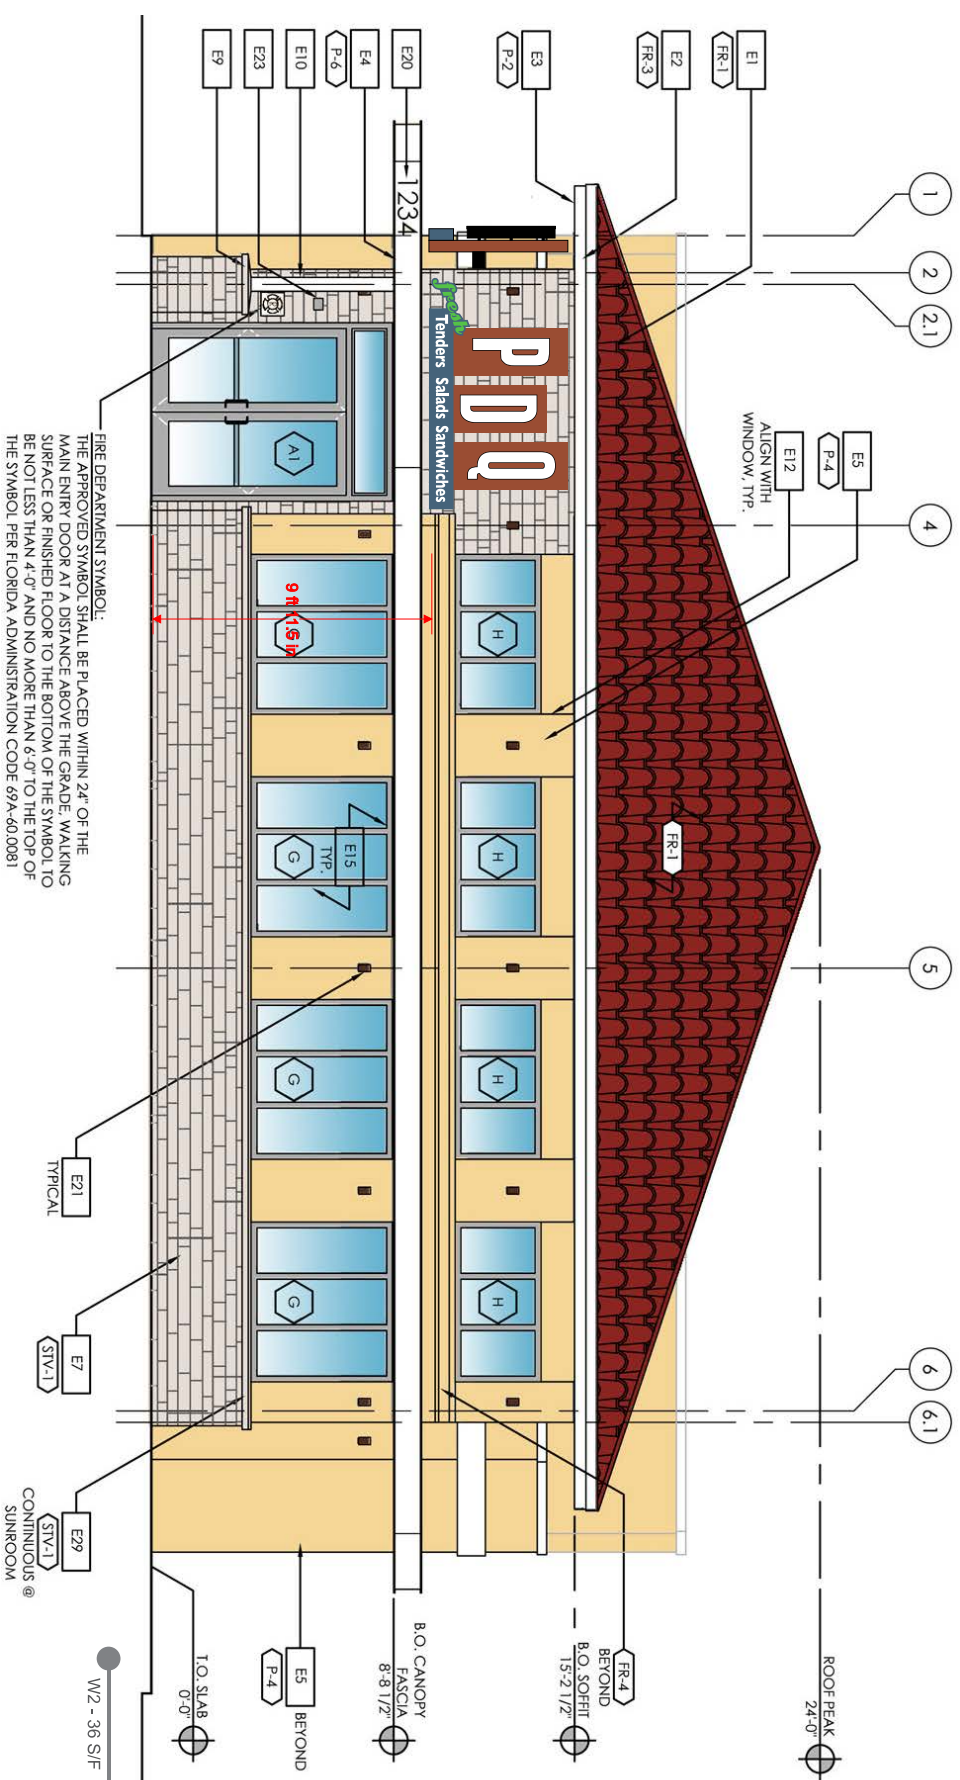 1
2
2.1
4
5
6
6.1
E1
FR-1
E2
FR-3
E3
P-2
E20
E4
P-6
E10
E23
E9
E5
P-4
E12
ALIGN WITH
WINDOW, TYP.
FR-1
ROOF PEAK
24'-0"
FR-4
BEYOND
B.O. SOFFIT
15'-2 1/2"
B.O. CANOPY
FASCIA
8'-8 1/2"
T.O. SLAB
0'-0"
1234
PDQ
fresh
Tenders Salads Sandwiches
H
H
H
H
A1
G
G
G
G
9 ft 11.5 in
E15
TYP.
E21
TYPICAL
E7
STV-1
E29
STV-1
CONTINUOUS @
SUNROOM
E5
P-4
BEYOND
FIRE DEPARTMENT SYMBOL:
THE APPROVED SYMBOL SHALL BE PLACED WITHIN 24" OF THE
MAIN ENTRY DOOR AT A DISTANCE ABOVE THE GRADE, WALKING
SURFACE OR FINISHED FLOOR TO THE BOTTOM OF THE SYMBOL TO
BE NOT LESS THAN 4'-0" AND NO MORE THAN 6'-0" TO THE TOP OF
THE SYMBOL PER FLORIDA ADMINISTRATION CODE 69A-60.0081
W2 - 36 S/F